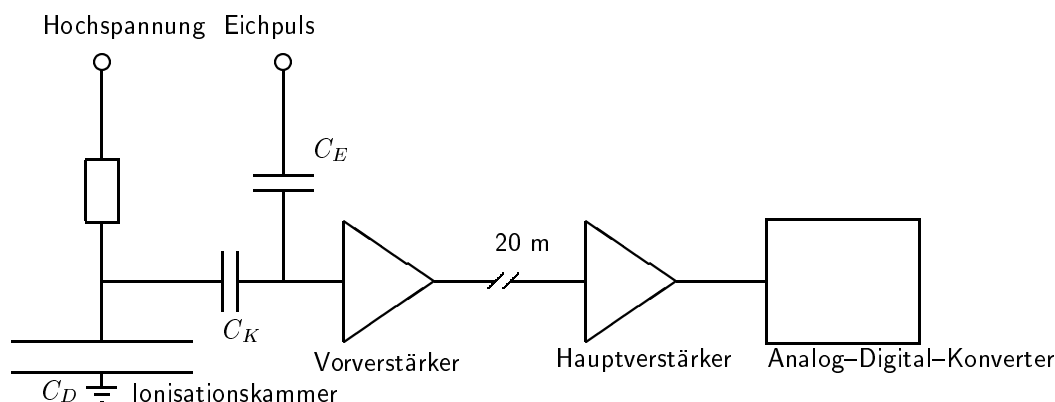 Hochspannung Eichpuls
C_E
20 m
C_K
Vorverstärker
Hauptverstärker
Analog–Digital–Konverter
C_D
Ionisationskammer